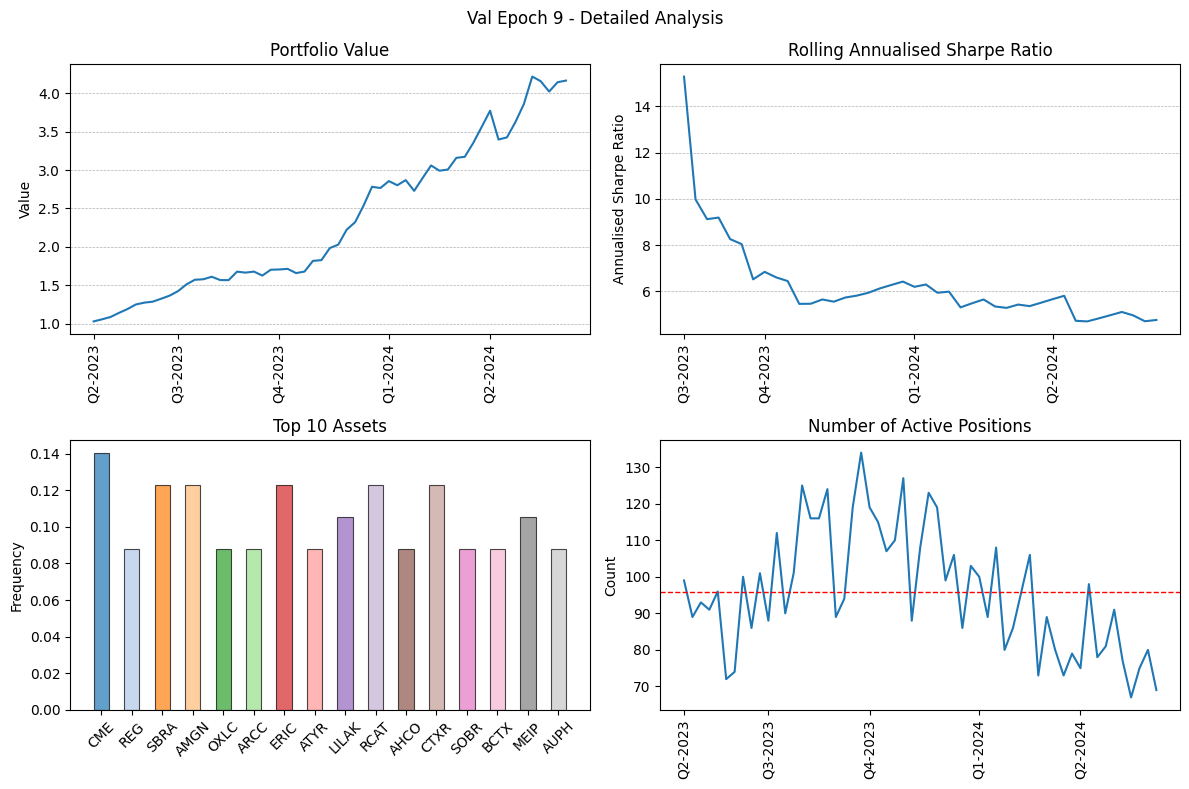 Val Epoch 9 - Detailed Analysis
Portfolio Value
Value
4.0
3.5
3.0
2.5
2.0
1.5
1.0
Q2-2023
Q3-2023
Q4-2023
Q1-2024
Q2-2024
Rolling Annualised Sharpe Ratio
Annualised Sharpe Ratio
14
12
10
8
6
Q3-2023
Q4-2023
Q1-2024
Q2-2024
Top 10 Assets
Frequency
0.14
0.12
0.10
0.08
0.06
0.04
0.02
0.00
CME
REG
SBRA
AMGN
OXLC
ARCC
ERIC
ATYR
LILAK
RCAT
AHCO
CTXR
SOBR
BCTX
MEIP
AUPH
Number of Active Positions
Count
130
120
110
100
90
80
70
Q2-2023
Q3-2023
Q4-2023
Q1-2024
Q2-2024